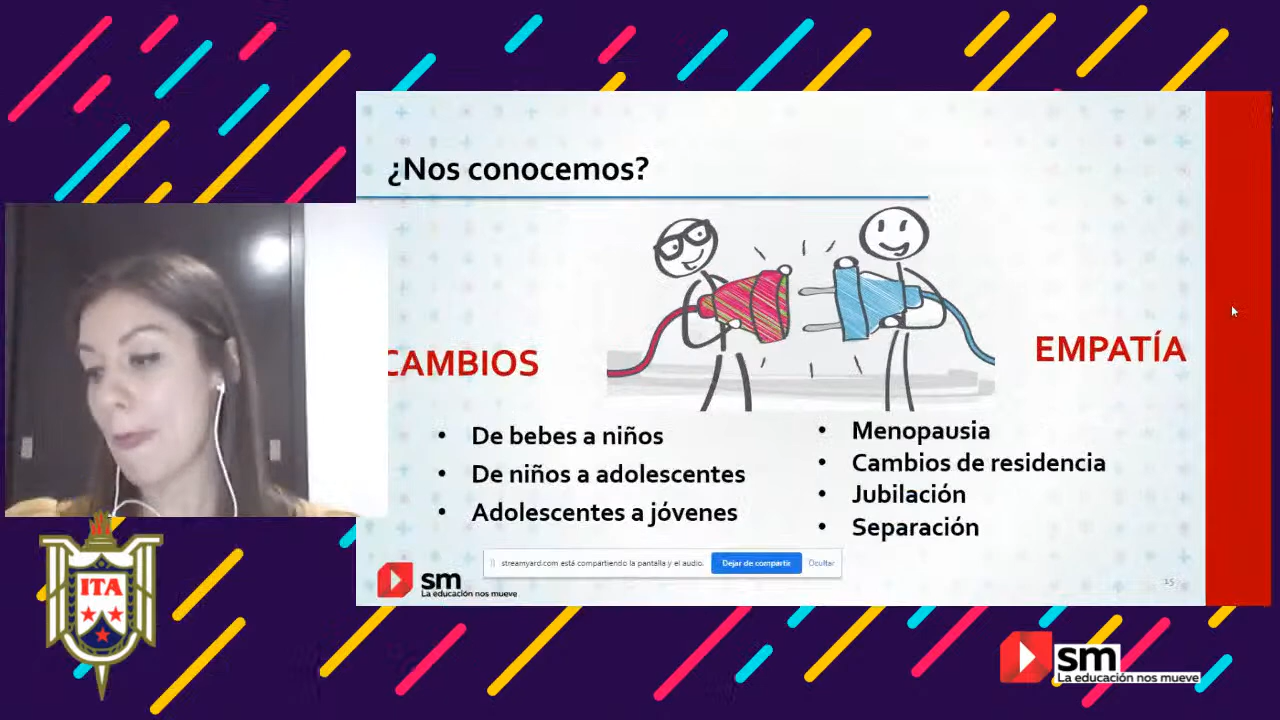 ¿Nos conocemos?
CAMBIOS
EMPATÍA
• De bebes a niños
• De niños a adolescentes
• Adolescentes a jóvenes
• Menopausia
• Cambios de residencia
• Jubilación
• Separación
streamyard.com está compartiendo la pantalla y el audio.
Dejar de compartir
Ocultar
sm
La educación nos mueve
15
ITA
sm
La educación nos mueve